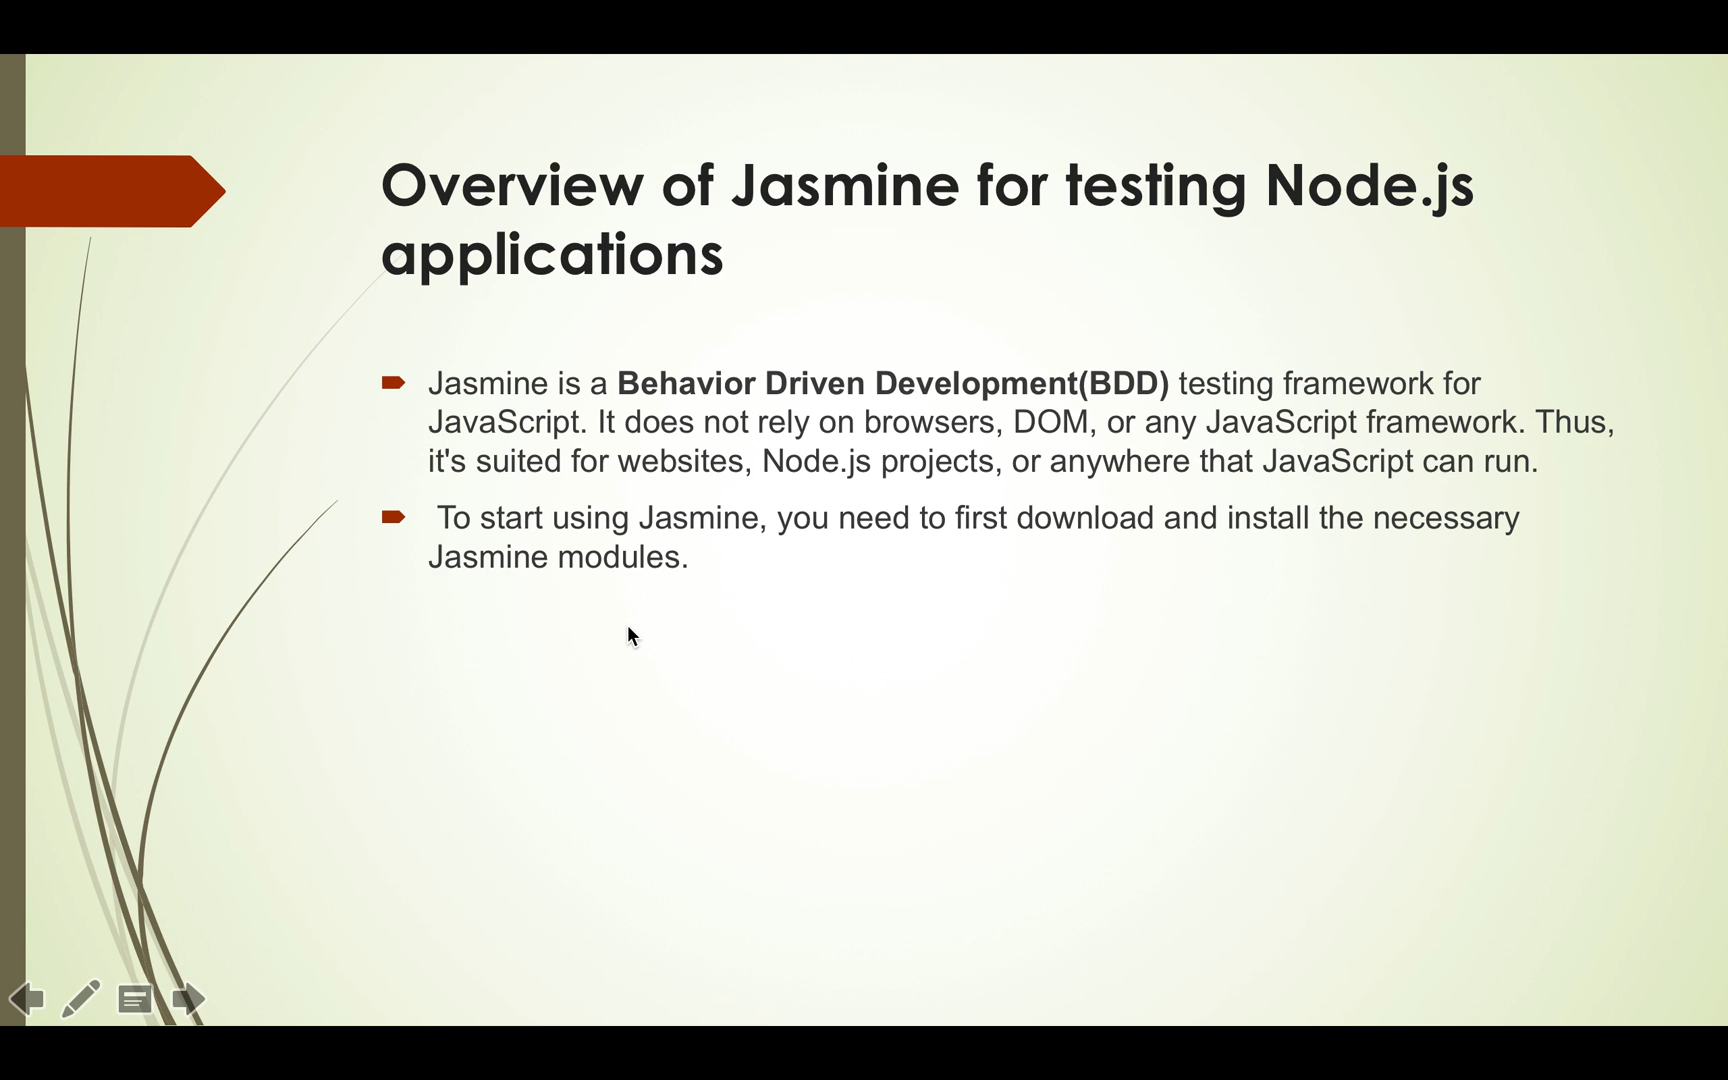 Overview of Jasmine for testing Node.js
applications
Jasmine is a Behavior Driven Development(BDD) testing framework for
JavaScript. It does not rely on browsers, DOM, or any JavaScript framework. Thus,
it's suited for websites, Node.js projects, or anywhere that JavaScript can run.
To start using Jasmine, you need to first download and install the necessary
Jasmine modules.